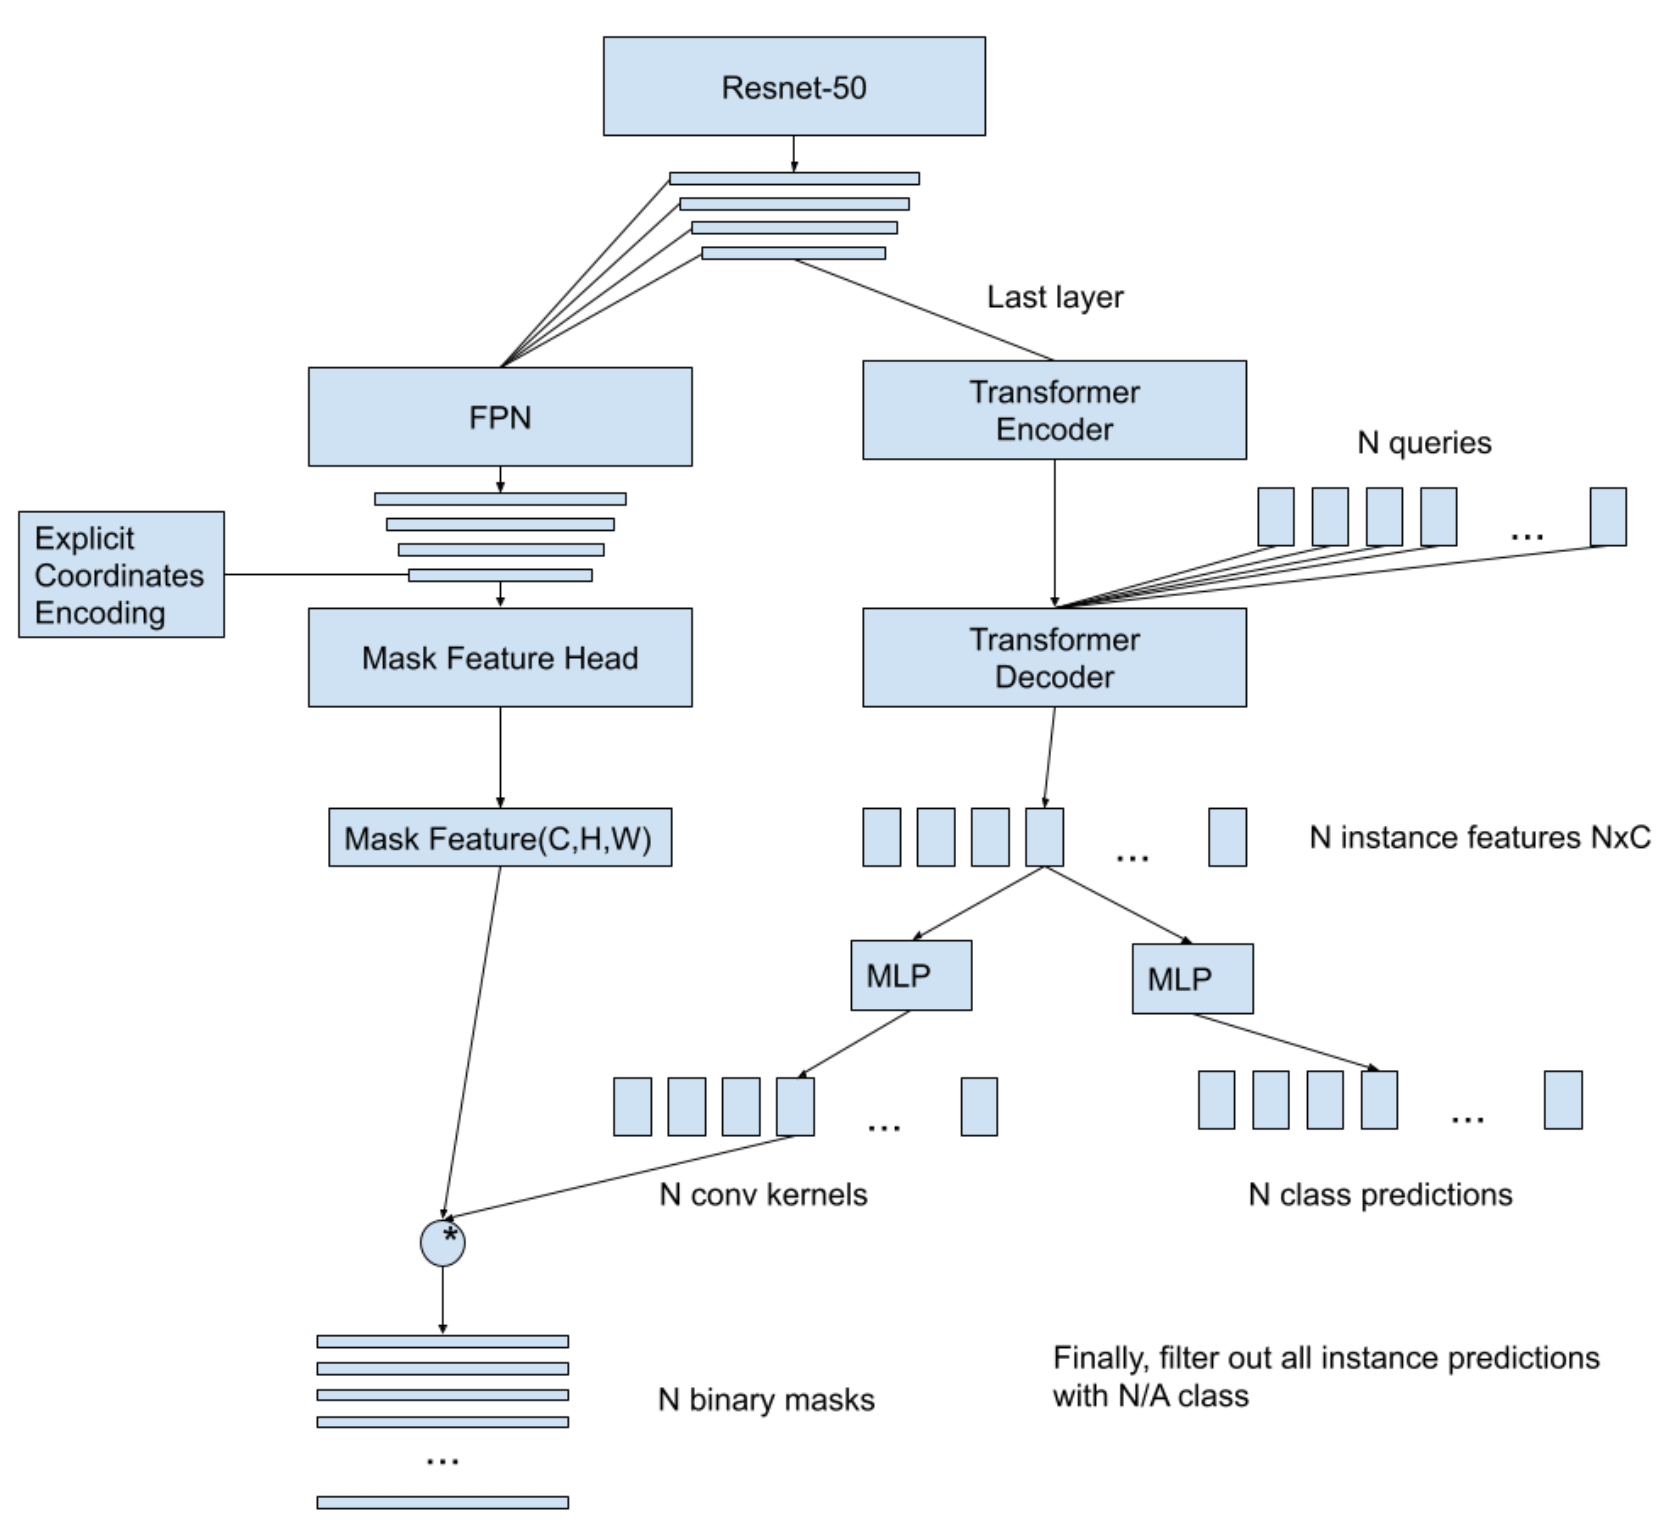 Resnet-50
Last layer
FPN
Transformer
Encoder
N queries
...
Explicit
Coordinates
Encoding
Mask Feature Head
Transformer
Decoder
Mask Feature(C,H,W)
...
N instance features NxC
MLP
MLP
...
...
N conv kernels
N class predictions
*
Finally, filter out all instance predictions
with N/A class
N binary masks
...